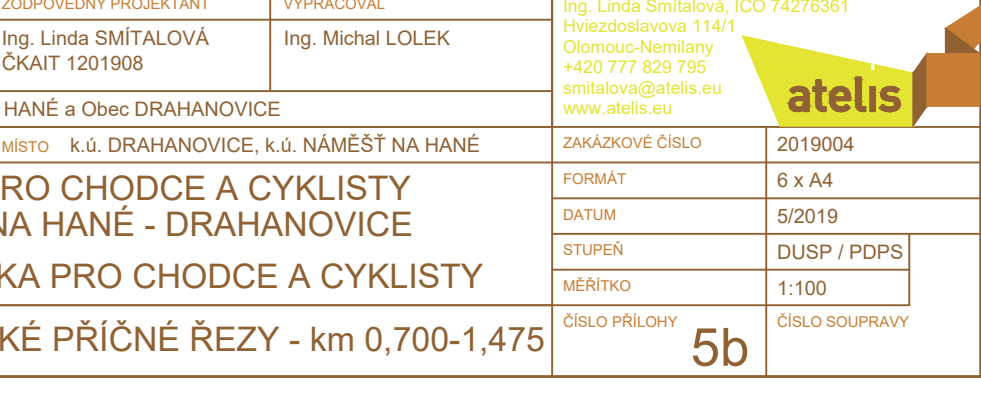 ZODPOVĚDNÝ PROJEKTANT
VYPRACOVAL
Ing. Linda SMÍTALOVÁ
ČKAIT 1201908
Ing. Michal LOLEK
Ing. Linda Smítalová, ICO 74276361
Hviezdoslavova 114/1
Olomouc-Nemilany
+420 777 829 795
smitalova@atelis.eu
www.atelis.eu
atelis
HANÉ a Obec DRAHANOVICE
MÍSTO k.ú. DRAHANOVICE, k.ú. NÁMĚŠŤ NA HANÉ
RO CHODCE A CYKLISTY
NA HANÉ - DRAHANOVICE
KA PRO CHODCE A CYKLISTY
KÉ PŘÍČNÉ ŘEZY - km 0,700-1,475
ZAKÁZKOVÉ ČÍSLO 2019004
FORMÁT 6 x A4
DATUM 5/2019
STUPEŇ DUSP / PDPS
MĚŘÍTKO 1:100
ČÍSLO PŘÍLOHY 5b
ČÍSLO SOUPRAVY